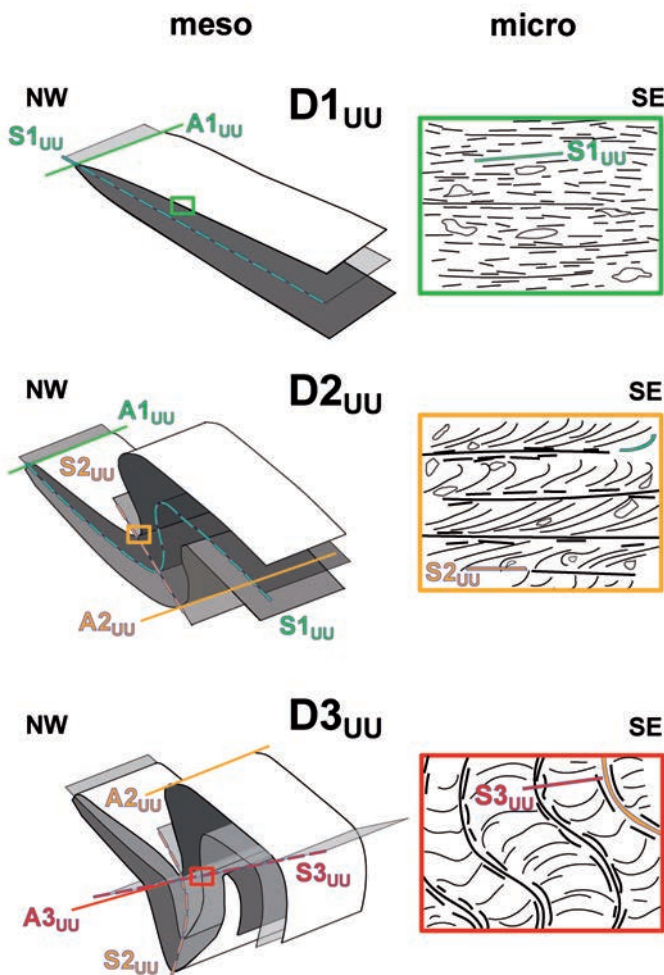 meso micro
NW D1UU SE
S1UU A1UU S1UU
NW D2UU SE
A1UU
S2UU
S2UU
A2UU
S1UU
NW D3UU SE
A2UU
S3UU
S3UU
A3UU
S2UU